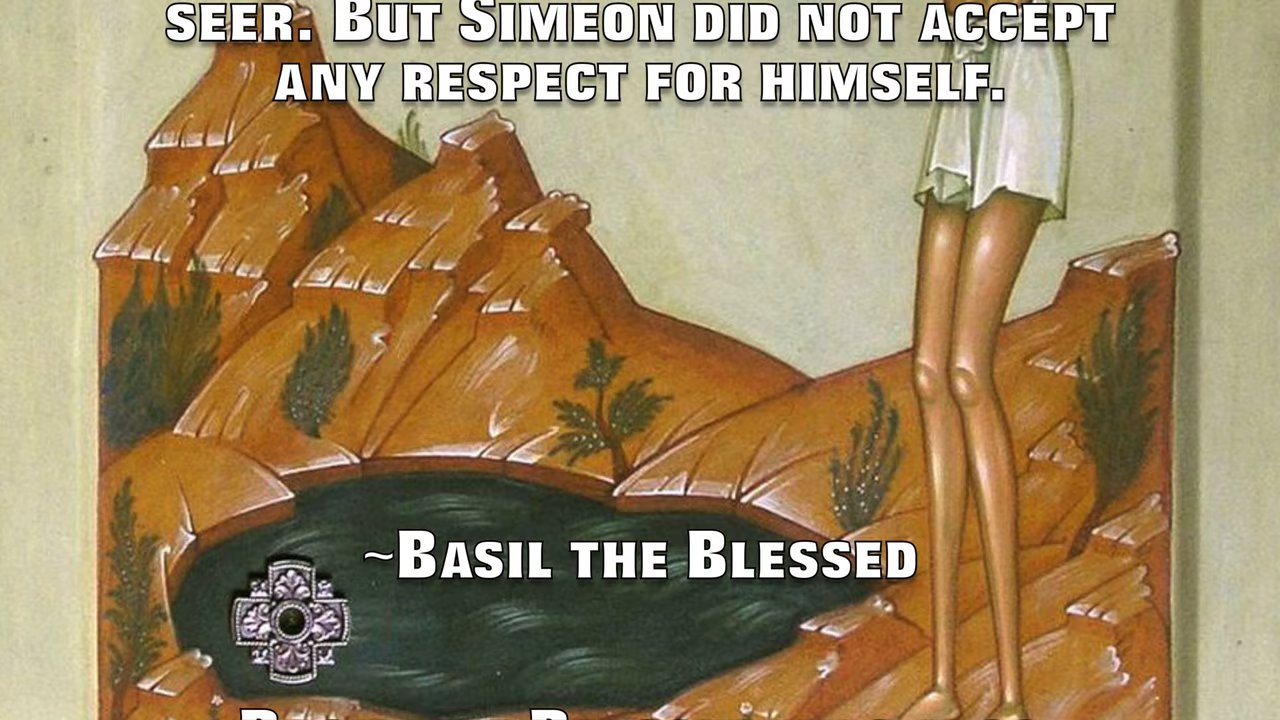 SEER. BUT SIMEON DID NOT ACCEPT
ANY RESPECT FOR HIMSELF.
~BASIL THE BLESSED